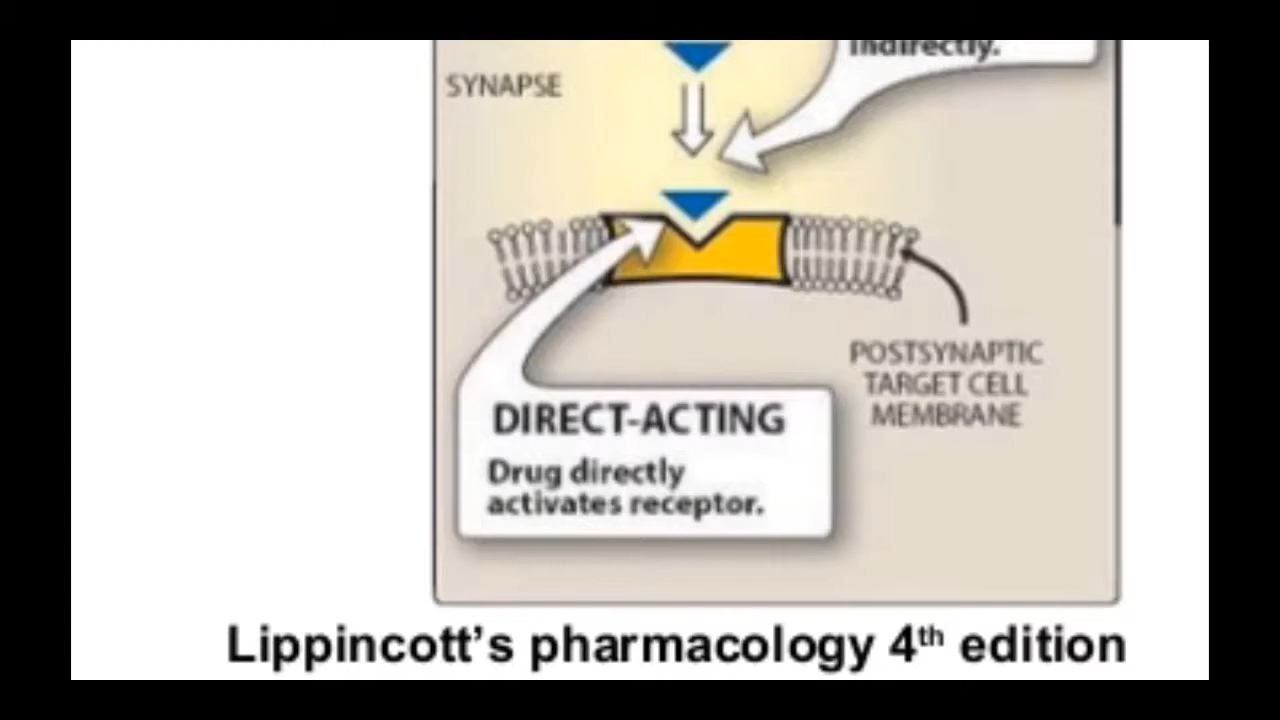 indirectly.
SYNAPSE
POSTSYNAPTIC
TARGET CELL
MEMBRANE
DIRECT-ACTING
Drug directly
activates receptor.
Lippincott's pharmacology 4th edition